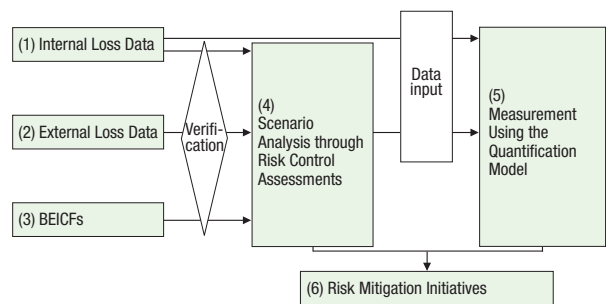 (1) Internal Loss Data
(2) External Loss Data
(3) BEICFs
Verifi-
cation
(4)
Scenario
Analysis through
Risk Control
Assessments
Data
input
(5)
Measurement
Using the
Quantification
Model
(6) Risk Mitigation Initiatives